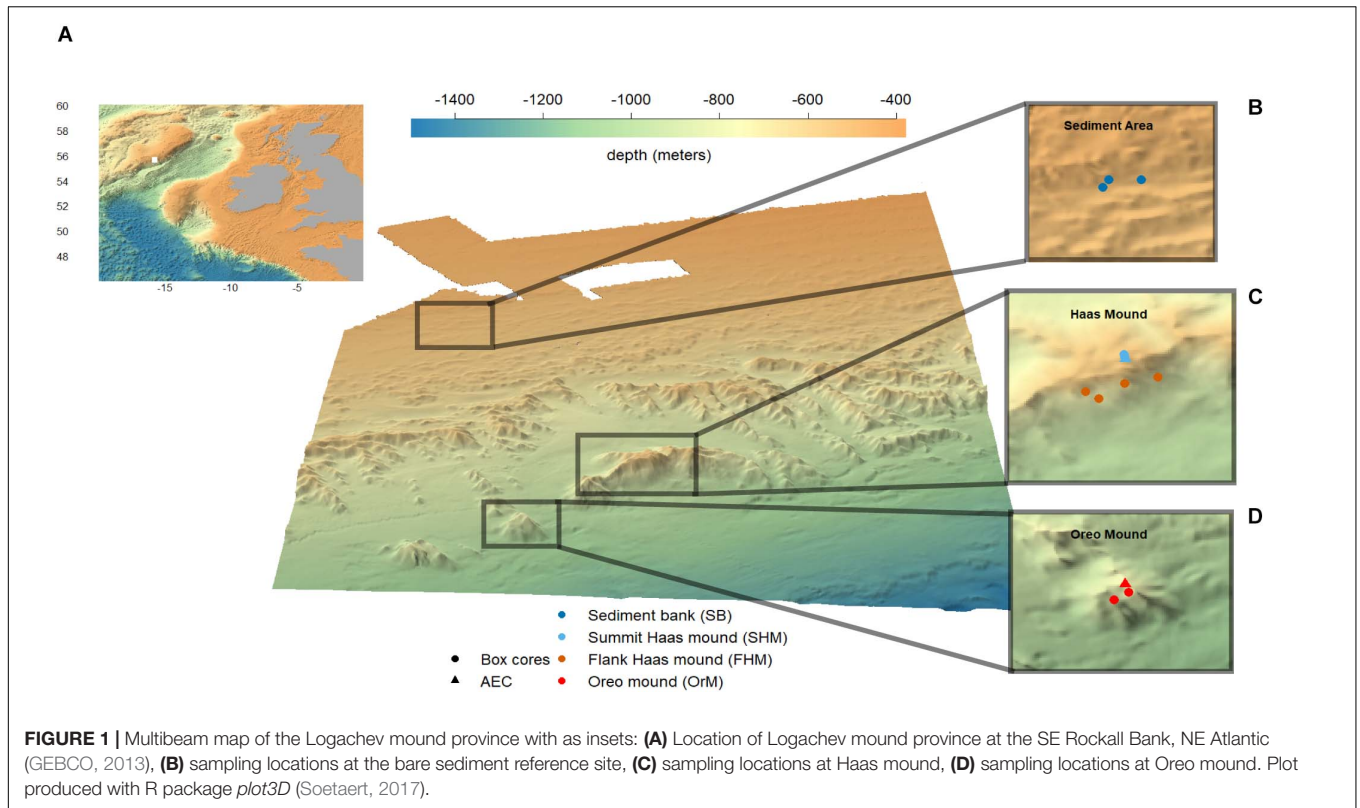 A
60
58
56
54
52
50
48
-15 -10 -5
-1400 -1200 -1000 -800 -600 -400
depth (meters)
B
Sediment Area
C
Haas Mound
D
Oreo Mound
Sediment bank (SB)
Summit Haas mound (SHM)
Box cores Flank Haas mound (FHM)
AEC Oreo mound (OrM)
FIGURE 1 | Multibeam map of the Logachev mound province with as insets: (A) Location of Logachev mound province at the SE Rockall Bank, NE Atlantic
(GEBCO, 2013), (B) sampling locations at the bare sediment reference site, (C) sampling locations at Haas mound, (D) sampling locations at Oreo mound. Plot
produced with R package plot3D (Soetaert, 2017).